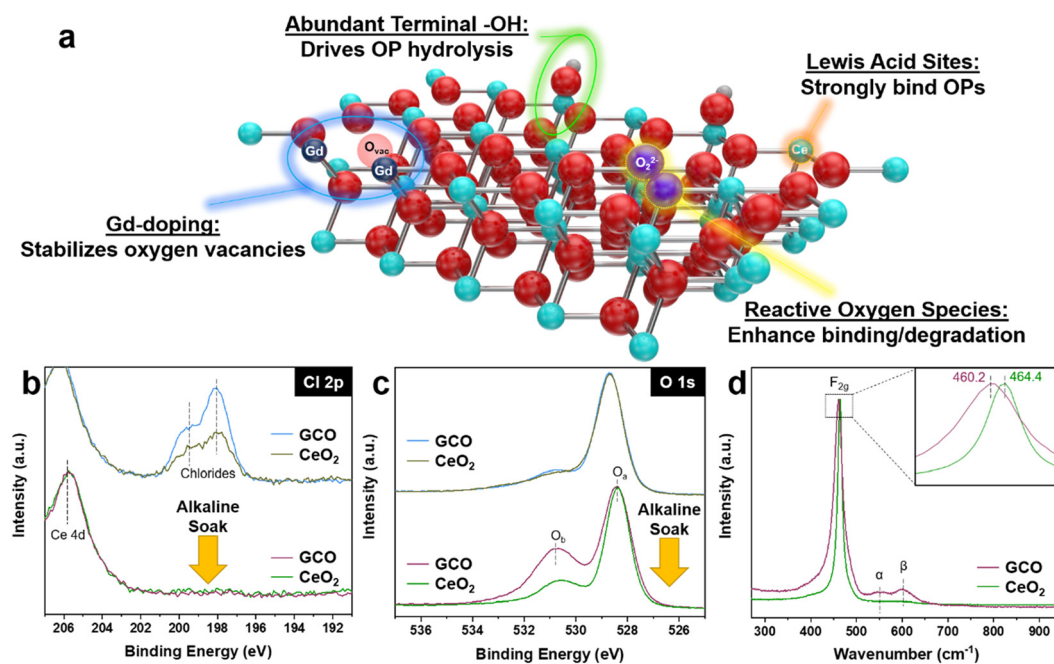 a
Abundant Terminal -OH:
Drives OP hydrolysis
Lewis Acid Sites:
Strongly bind OPs
Gd
O_vac
Gd
O₂²⁻
Ce
Gd-doping:
Stabilizes oxygen vacancies
Reactive Oxygen Species:
Enhance binding/degradation
b
Cl 2p
GCO
CeO₂
Chlorides
Ce 4d
Alkaline
Soak
GCO
CeO₂
206 204 202 200 198 196 194 192
Binding Energy (eV)
Intensity (a.u.)
c
O 1s
GCO
CeO₂
Oₐ
O_b
Alkaline
Soak
GCO
CeO₂
536 534 532 530 528 526
Binding Energy (eV)
Intensity (a.u.)
d
F₂g
460.2 464.4
α
β
GCO
CeO₂
300 400 500 600 700 800 900
Wavenumber (cm⁻¹)
Intensity (a.u.)